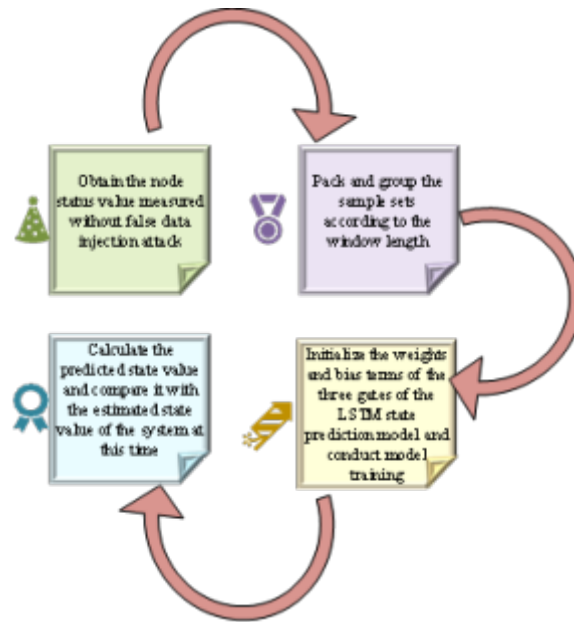 Obtain the node
status value measured
without false data
injection attack
Pack and group the
sample sets
according to the
window length
Initialize the weights
and bias terms of the
three gates of the
LSTM state
prediction model and
conduct model
training
Calculate the
predicted state value
and compare it with
the estimated state
value of the system at
this time